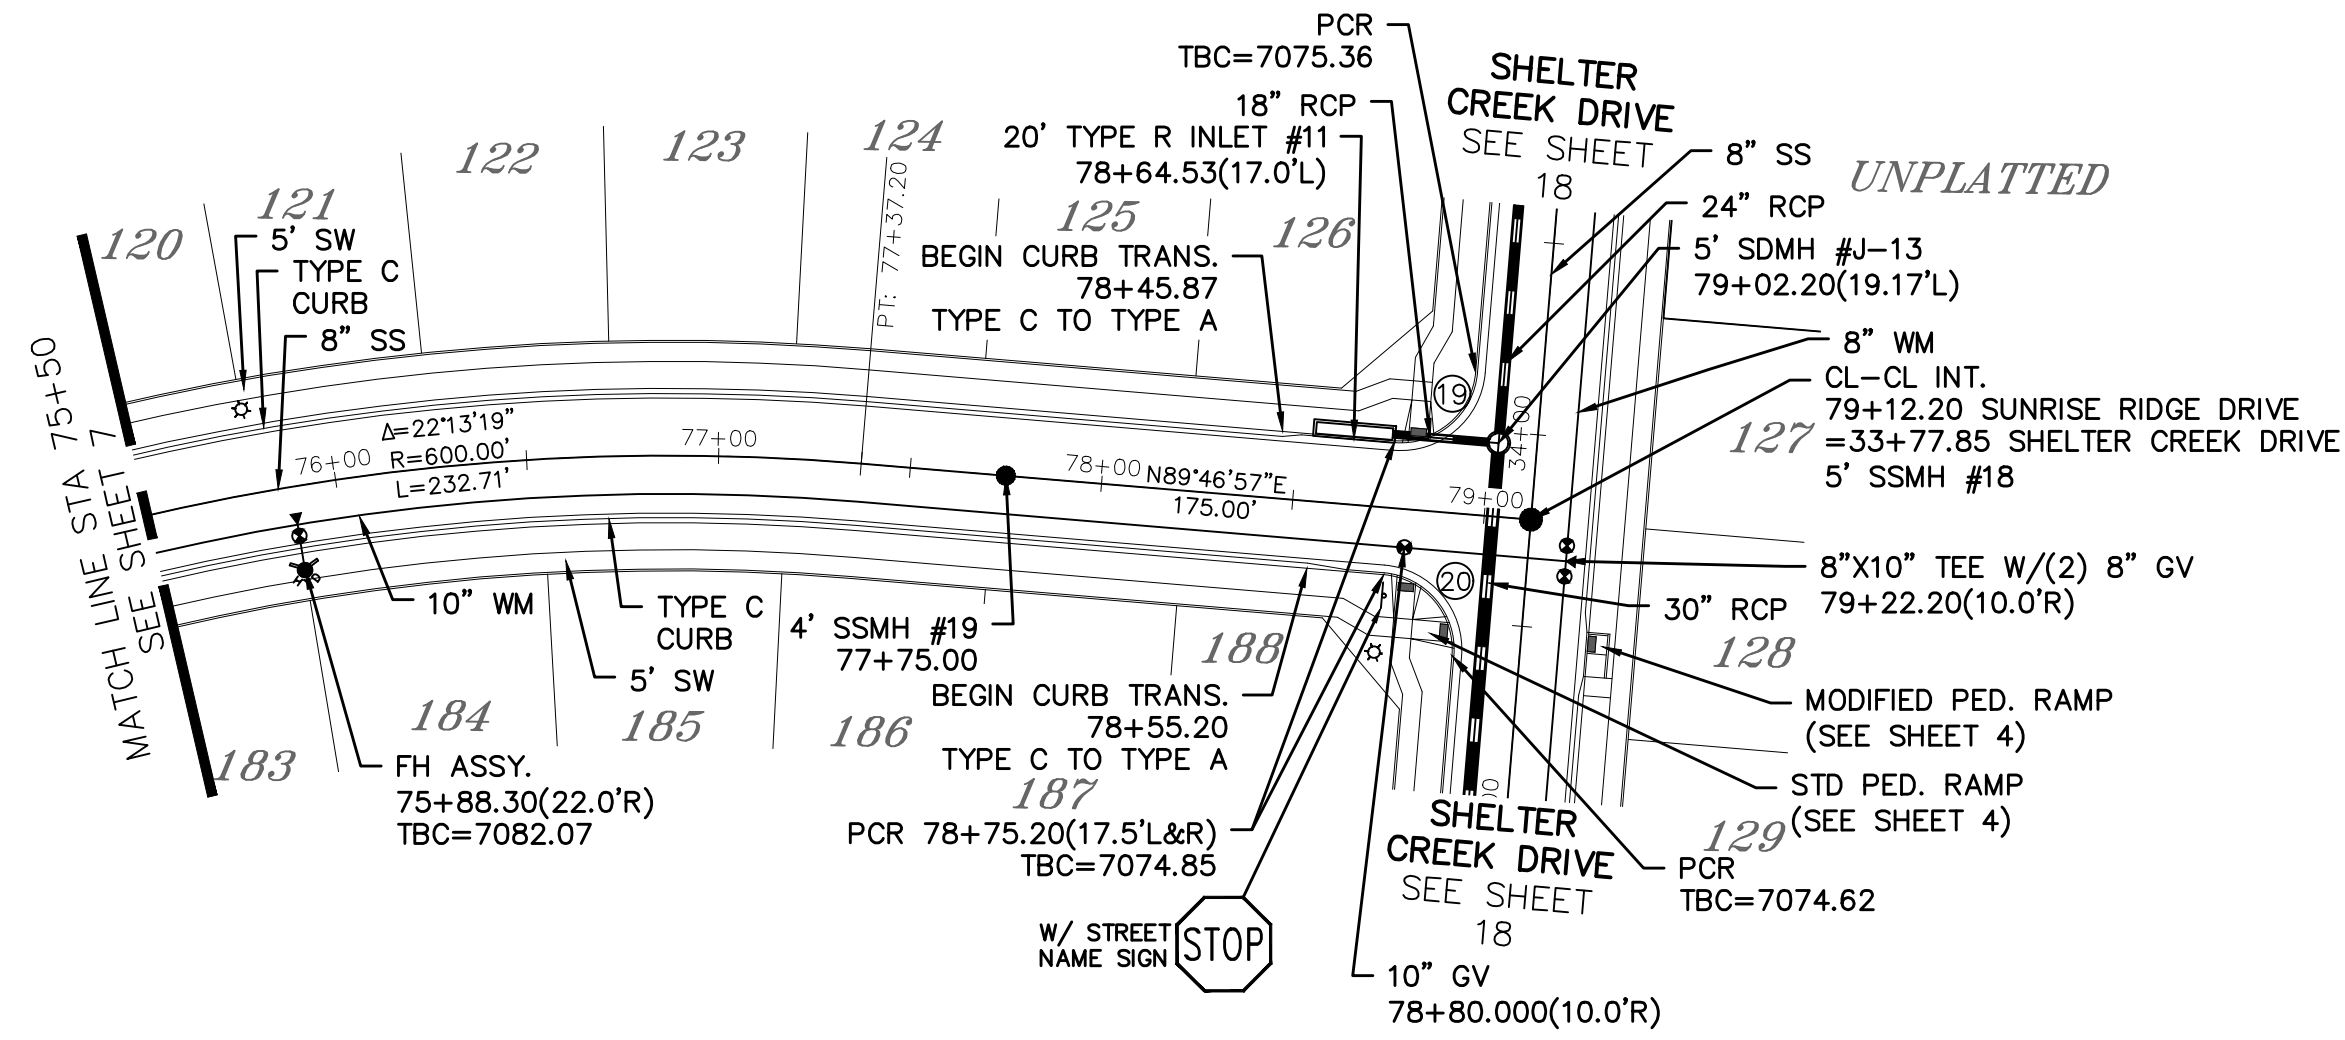 PCR
TBC=7075.36
18" RCP
20' TYPE R INLET #11
78+64.53(17.0'L)
SHELTER
CREEK DRIVE
SEE SHEET
18
8" SS
UNPLATTED
24" RCP
5' SDMH #J-13
79+02.20(19.17'L)
120
121
122
123
124
125
126
PT: 77+37.20
5' SW
TYPE C
CURB
8" SS
BEGIN CURB TRANS.
78+45.87
TYPE C TO TYPE A
8" WM
CL-CL INT.
79+12.20 SUNRISE RIDGE DRIVE
=33+77.85 SHELTER CREEK DRIVE
5' SSMH #18
127
MATCH LINE STA 75+50
SEE SHEET 7
Δ=22°13'19"
R=600.00'
L=232.71'
76+00
77+00
78+00
N89°46'57"E
175.00'
79+00
34+00
19
20
8"X10" TEE W/(2) 8" GV
79+22.20(10.0'R)
30" RCP
128
10" WM
TYPE C
CURB
5' SW
4' SSMH #19
77+75.00
188
BEGIN CURB TRANS.
78+55.20
TYPE C TO TYPE A
MODIFIED PED. RAMP
(SEE SHEET 4)
STD PED. RAMP
(SEE SHEET 4)
183
184
185
186
187
FH ASSY.
75+88.30(22.0'R)
TBC=7082.07
PCR 78+75.20(17.5'L&R)
TBC=7074.85
00
SHELTER
CREEK DRIVE
SEE SHEET
18
129
PCR
TBC=7074.62
W/ STREET
NAME SIGN
STOP
10" GV
78+80.000(10.0'R)